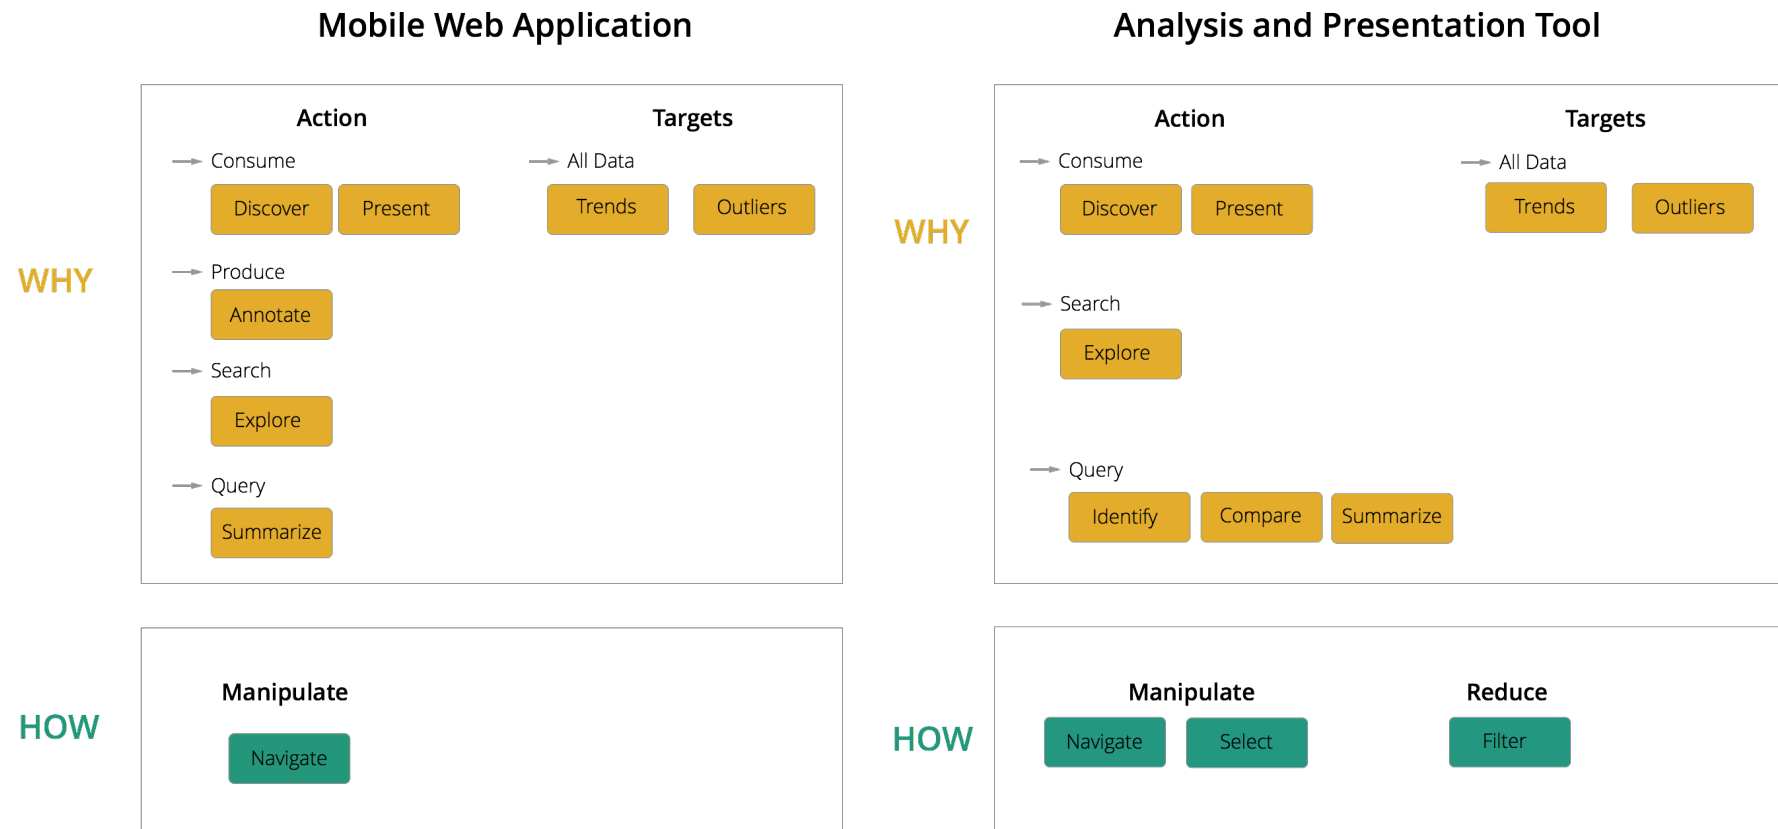 Mobile Web Application
Analysis and Presentation Tool
WHY
Action
Targets
Consume
All Data
Discover
Present
Trends
Outliers
Produce
Annotate
Search
Explore
Query
Summarize
WHY
Action
Targets
Consume
All Data
Discover
Present
Trends
Outliers
Search
Explore
Query
Identify
Compare
Summarize
HOW
Manipulate
Navigate
HOW
Manipulate
Reduce
Navigate
Select
Filter